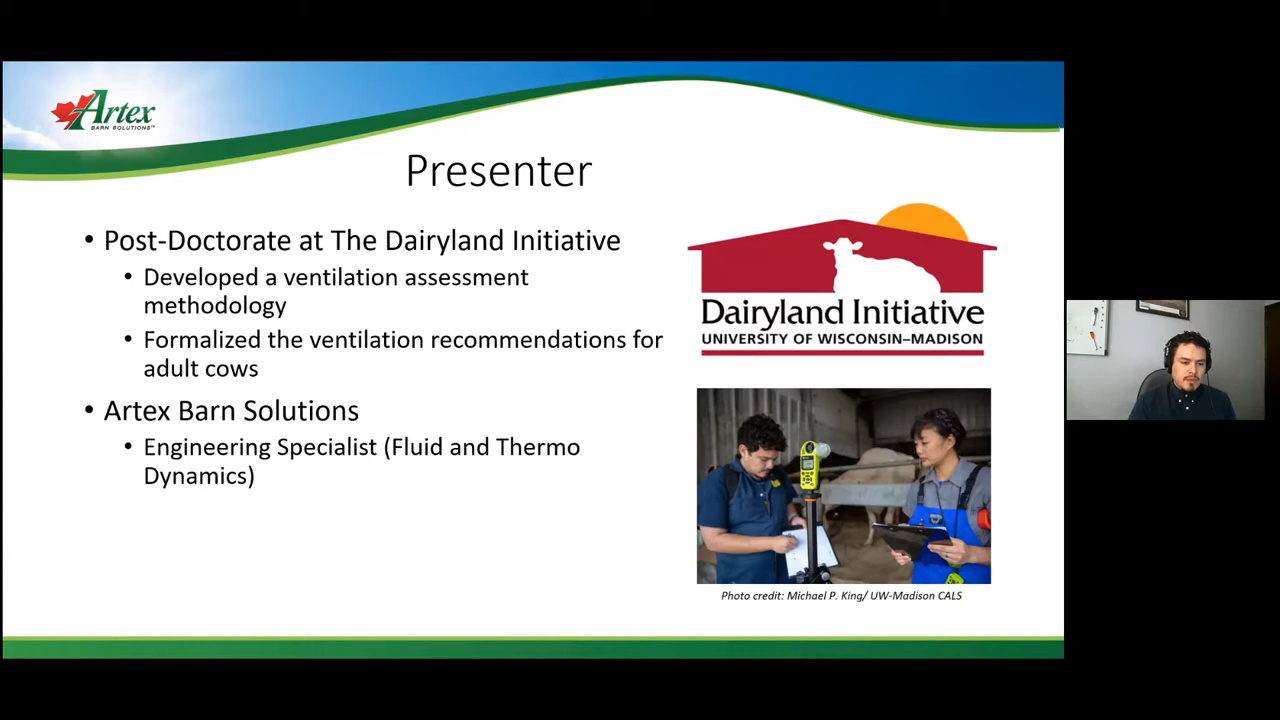 Artex
BARN SOLUTIONS™
Presenter
• Post-Doctorate at The Dairyland Initiative
• Developed a ventilation assessment
methodology
• Formalized the ventilation recommendations for
adult cows
• Artex Barn Solutions
• Engineering Specialist (Fluid and Thermo
Dynamics)
Dairyland Initiative
UNIVERSITY OF WISCONSIN–MADISON
Photo credit: Michael P. King/ UW-Madison CALS